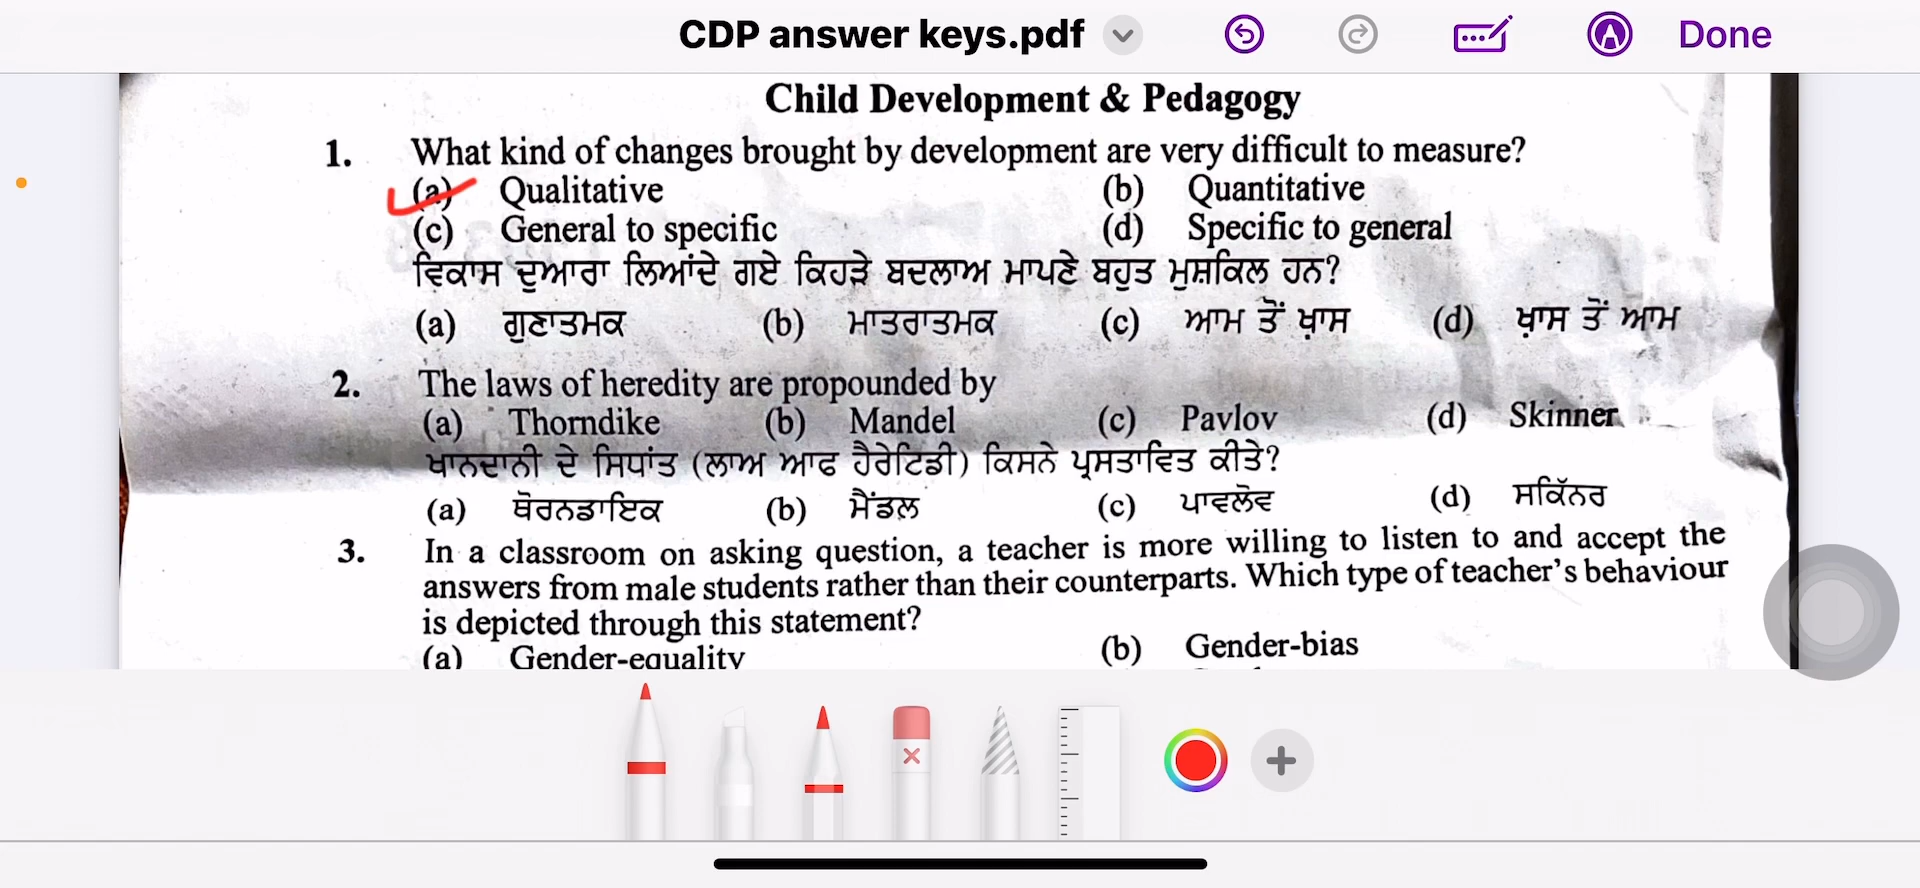 CDP answer keys.pdf
Done
Child Development & Pedagogy
1. What kind of changes brought by development are very difficult to measure?
(a) Qualitative (b) Quantitative
(c) General to specific (d) Specific to general
ਵਿਕਾਸ ਦੁਆਰਾ ਲਿਆਂਦੇ ਗਏ ਕਿਹੜੇ ਬਦਲਾਅ ਮਾਪਣੇ ਬਹੁਤ ਮੁਸ਼ਕਿਲ ਹਨ?
(a) ਗੁਣਾਤਮਕ (b) ਮਾਤਰਾਤਮਕ (c) ਆਮ ਤੋਂ ਖ਼ਾਸ (d) ਖ਼ਾਸ ਤੋਂ ਆਮ
2. The laws of heredity are propounded by
(a) Thorndike (b) Mandel (c) Pavlov (d) Skinner
ਖਾਨਦਾਨੀ ਦੇ ਸਿਧਾਂਤ (ਲਾਅ ਆਫ ਹੈਰੇਟਿਡੀ) ਕਿਸਨੇ ਪ੍ਰਸਤਾਵਿਤ ਕੀਤੇ?
(a) ਥੋਰਨਡਾਇਕ (b) ਮੈਂਡਲ (c) ਪਾਵਲੋਵ (d) ਸਕਿੱਨਰ
3. In a classroom on asking question, a teacher is more willing to listen to and accept the
answers from male students rather than their counterparts. Which type of teacher's behaviour
is depicted through this statement?
(a) Gender-equality (b) Gender-bias